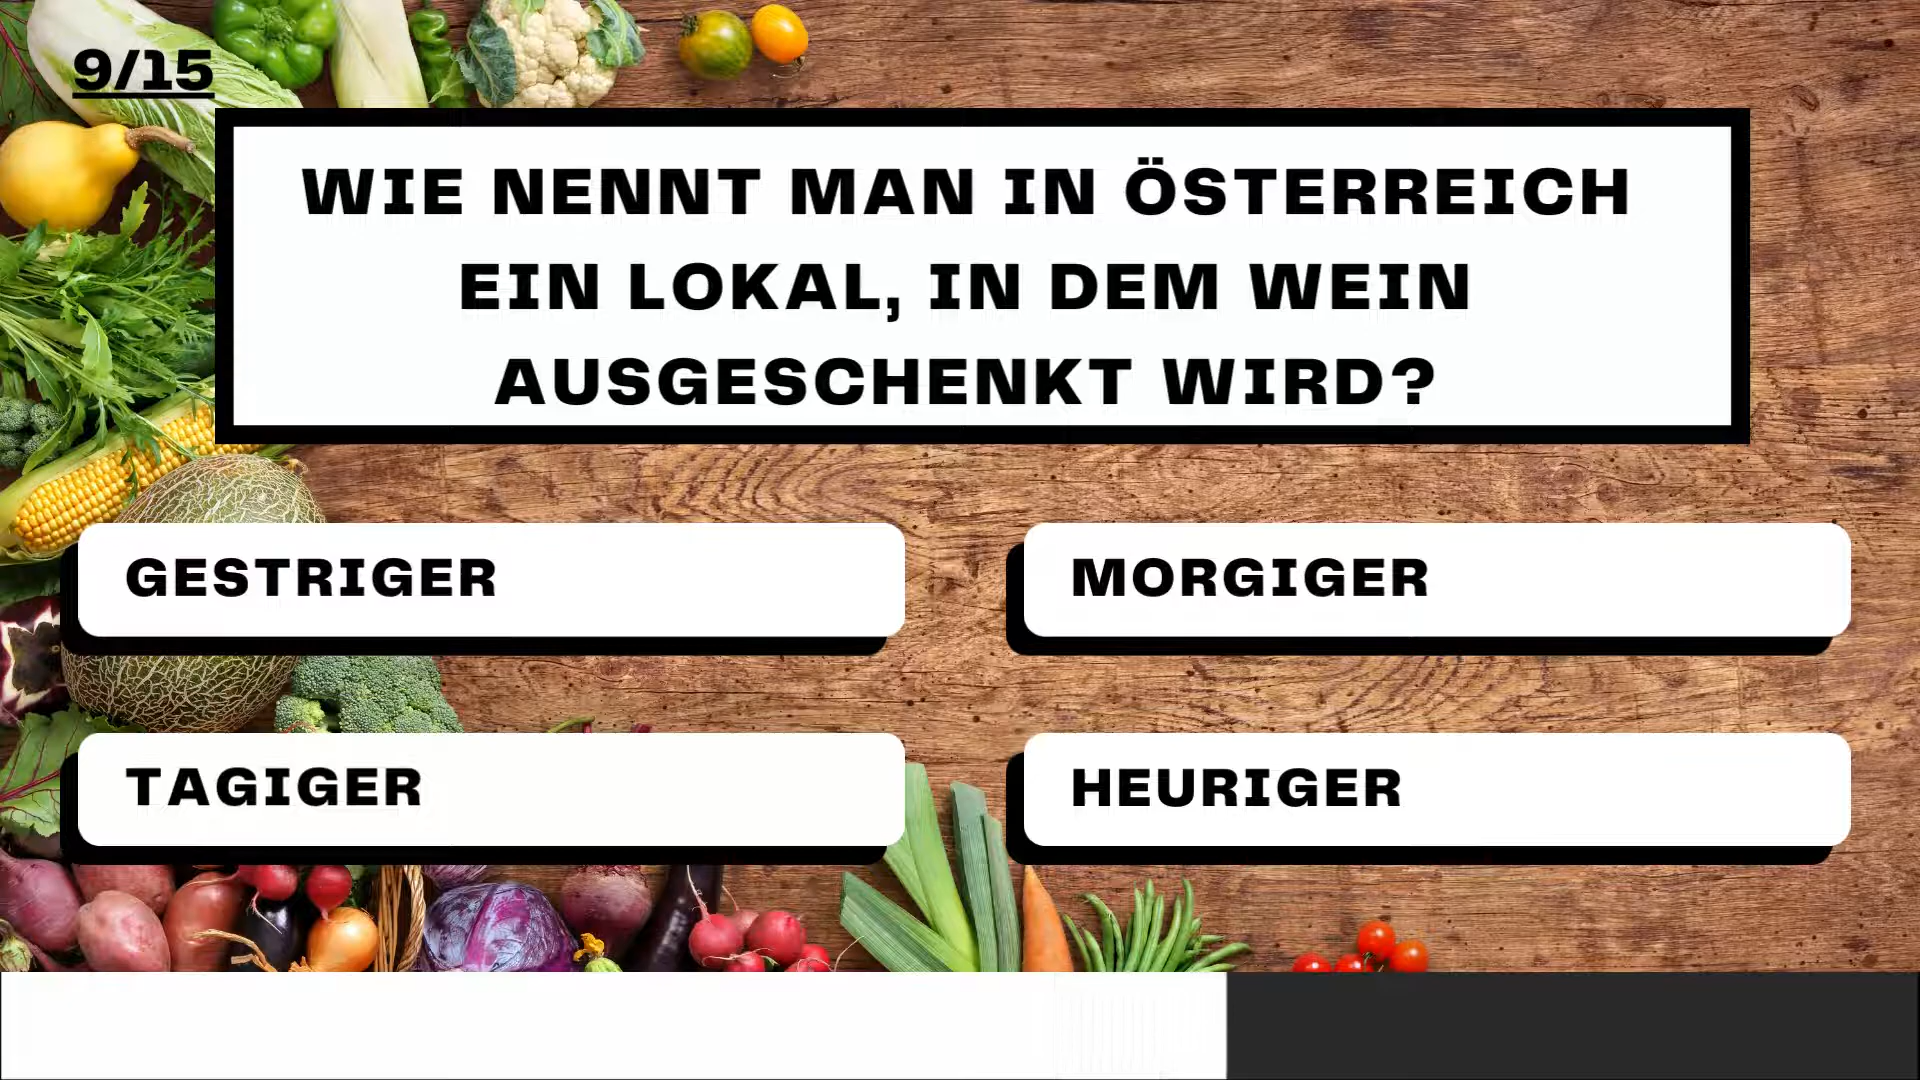 9/15
WIE NENNT MAN IN ÖSTERREICH
EIN LOKAL, IN DEM WEIN
AUSGESCHENKT WIRD?
GESTRIGER
MORGIGER
TAGIGER
HEURIGER